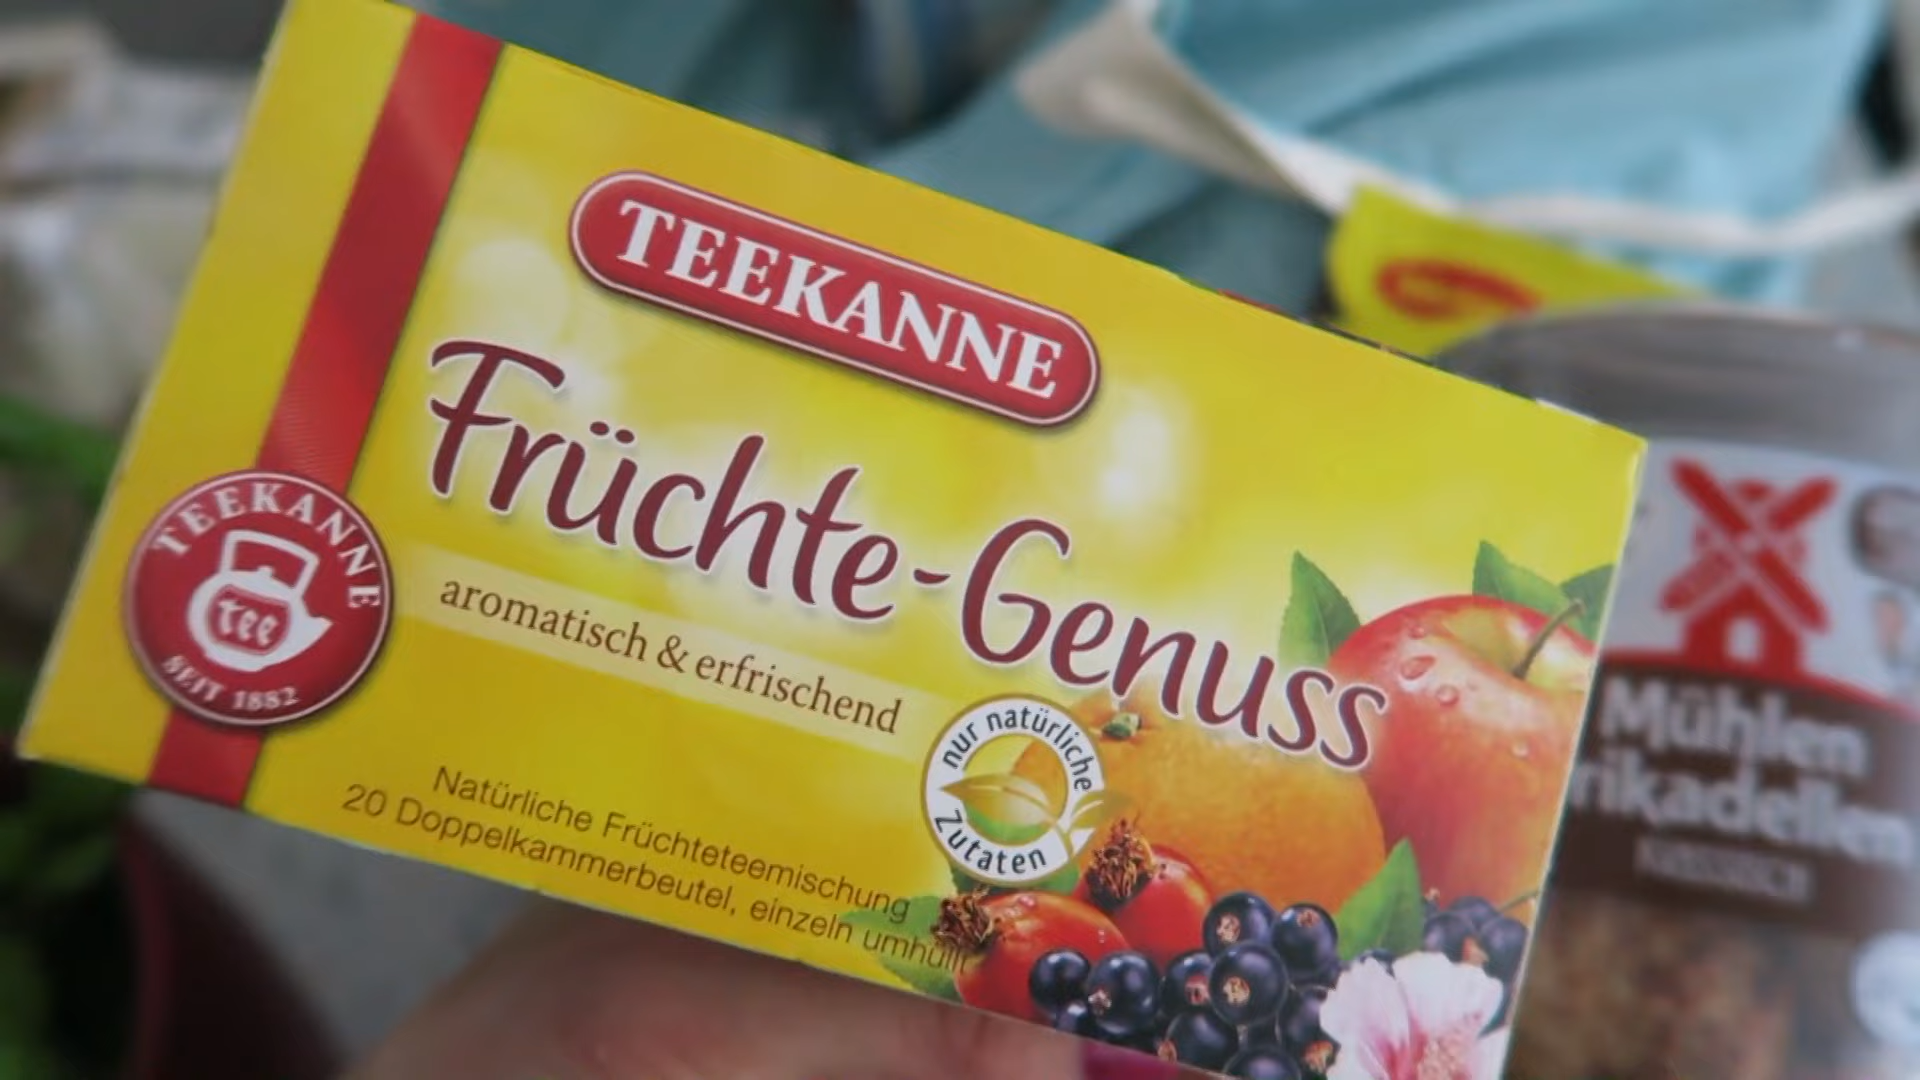 TEEKANNE
Früchte-Genuss
aromatisch & erfrischend
TEEKANNE
tee
SEIT 1882
nur natürliche
Zutaten
Natürliche Früchteteemischung
20 Doppelkammerbeutel, einzeln umhüllt
Mühlen
rikadellen